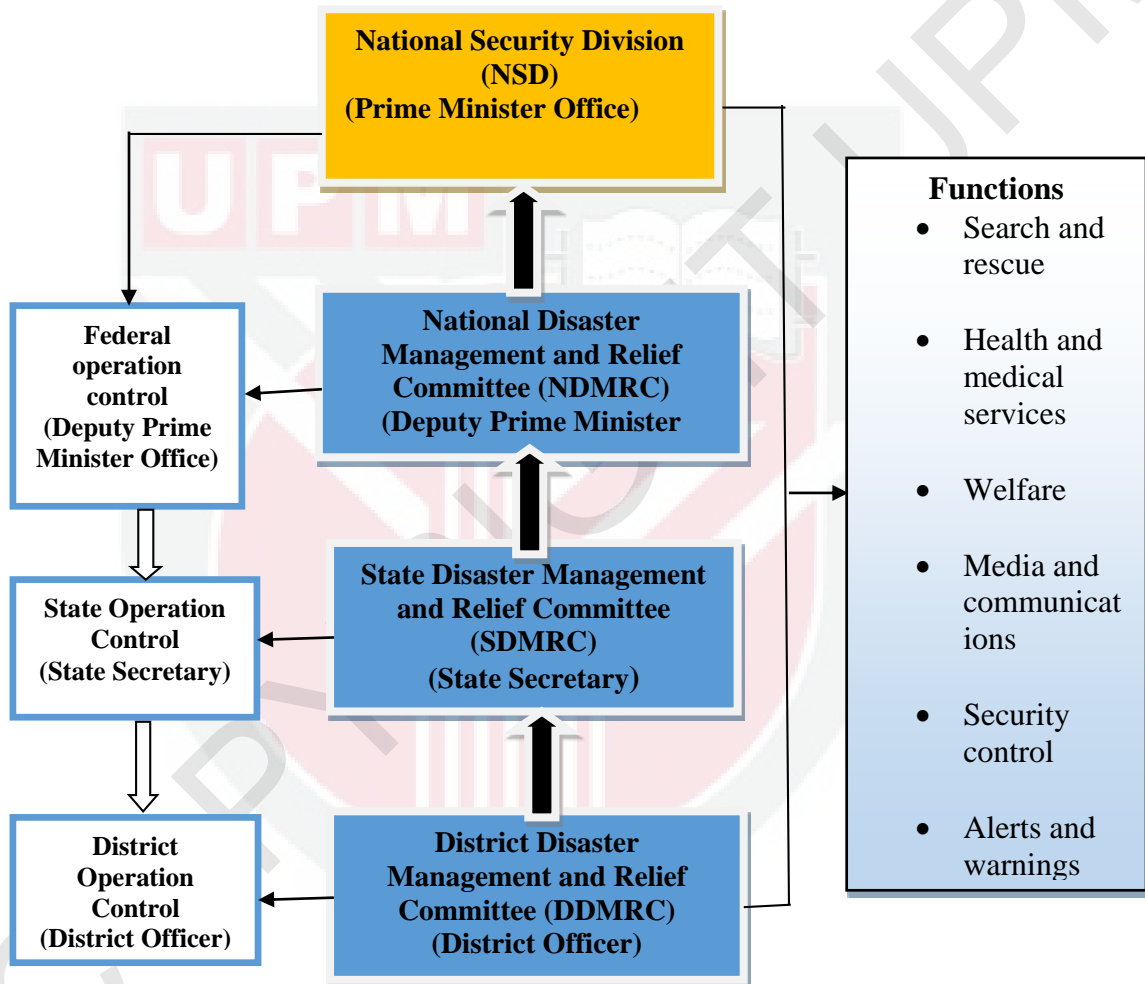 National Security Division
(NSD)
(Prime Minister Office)
UPM
Federal
operation
control
(Deputy Prime
Minister Office)
National Disaster
Management and Relief
Committee (NDMRC)
(Deputy Prime Minister
State Operation
Control
(State Secretary)
State Disaster Management
and Relief Committee
(SDMRC)
(State Secretary)
District
Operation
Control
(District Officer)
District Disaster
Management and Relief
Committee (DDMRC)
(District Officer)
Functions
• Search and
rescue
• Health and
medical
services
• Welfare
• Media and
communicat
ions
• Security
control
• Alerts and
warnings
COPYRIGHT UPM